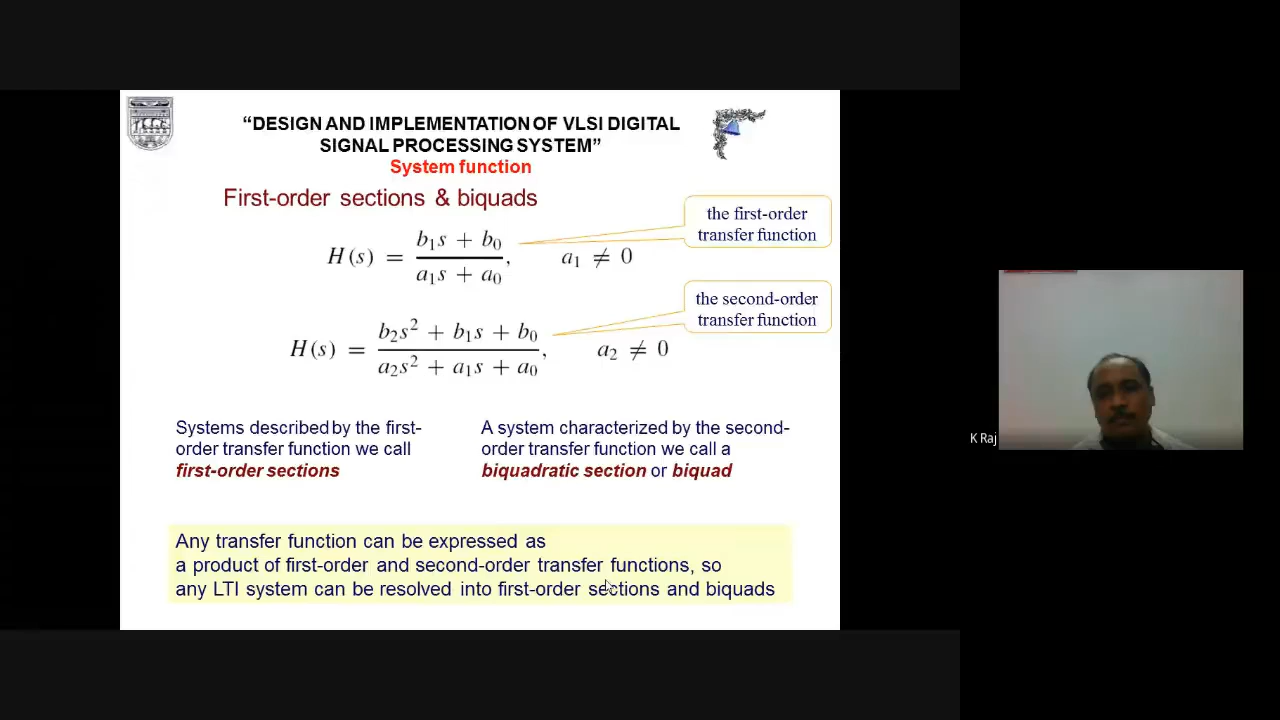 “DESIGN AND IMPLEMENTATION OF VLSI DIGITAL
SIGNAL PROCESSING SYSTEM”
System function
First-order sections & biquads
the first-order
transfer function
H(s) = (b₁s + b₀) / (a₁s + a₀), a₁ ≠ 0
the second-order
transfer function
H(s) = (b₂s² + b₁s + b₀) / (a₂s² + a₁s + a₀), a₂ ≠ 0
Systems described by the first-
order transfer function we call
first-order sections
A system characterized by the second-
order transfer function we call a
biquadratic section or biquad
Any transfer function can be expressed as
a product of first-order and second-order transfer functions, so
any LTI system can be resolved into first-order sections and biquads
K Raj